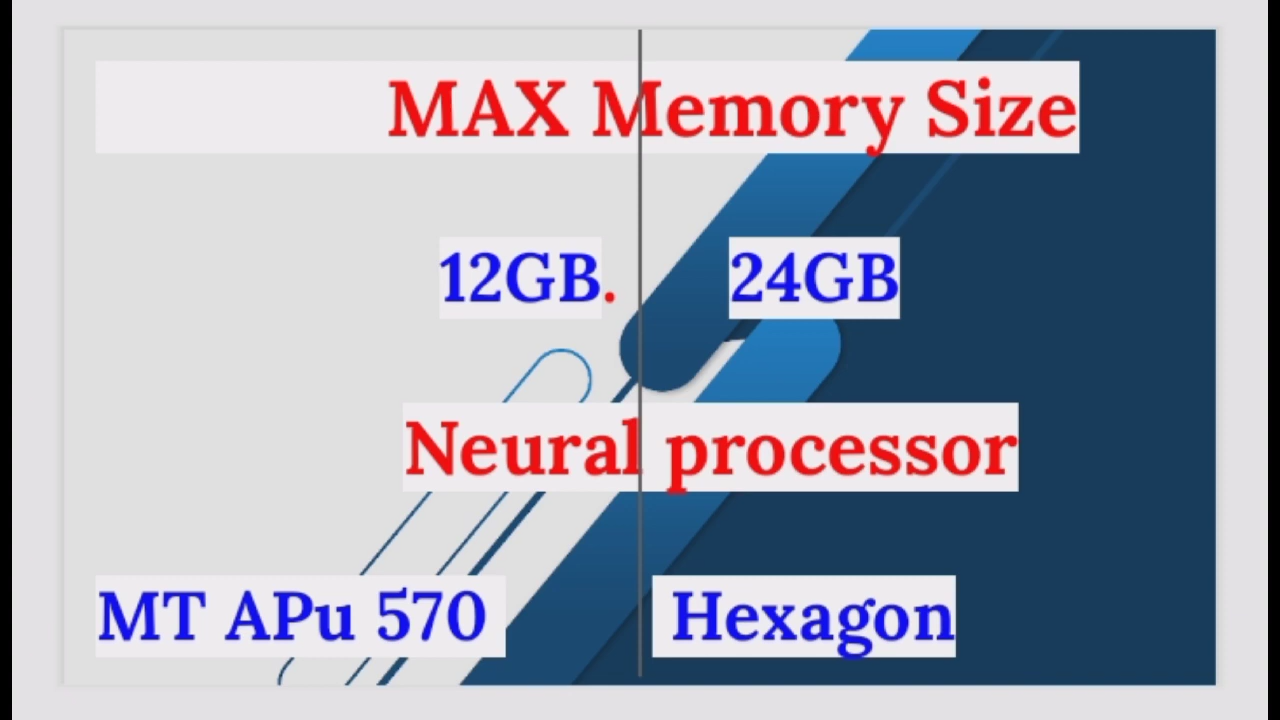 MAX Memory Size
12GB. 24GB
Neural processor
MT APu 570 Hexagon